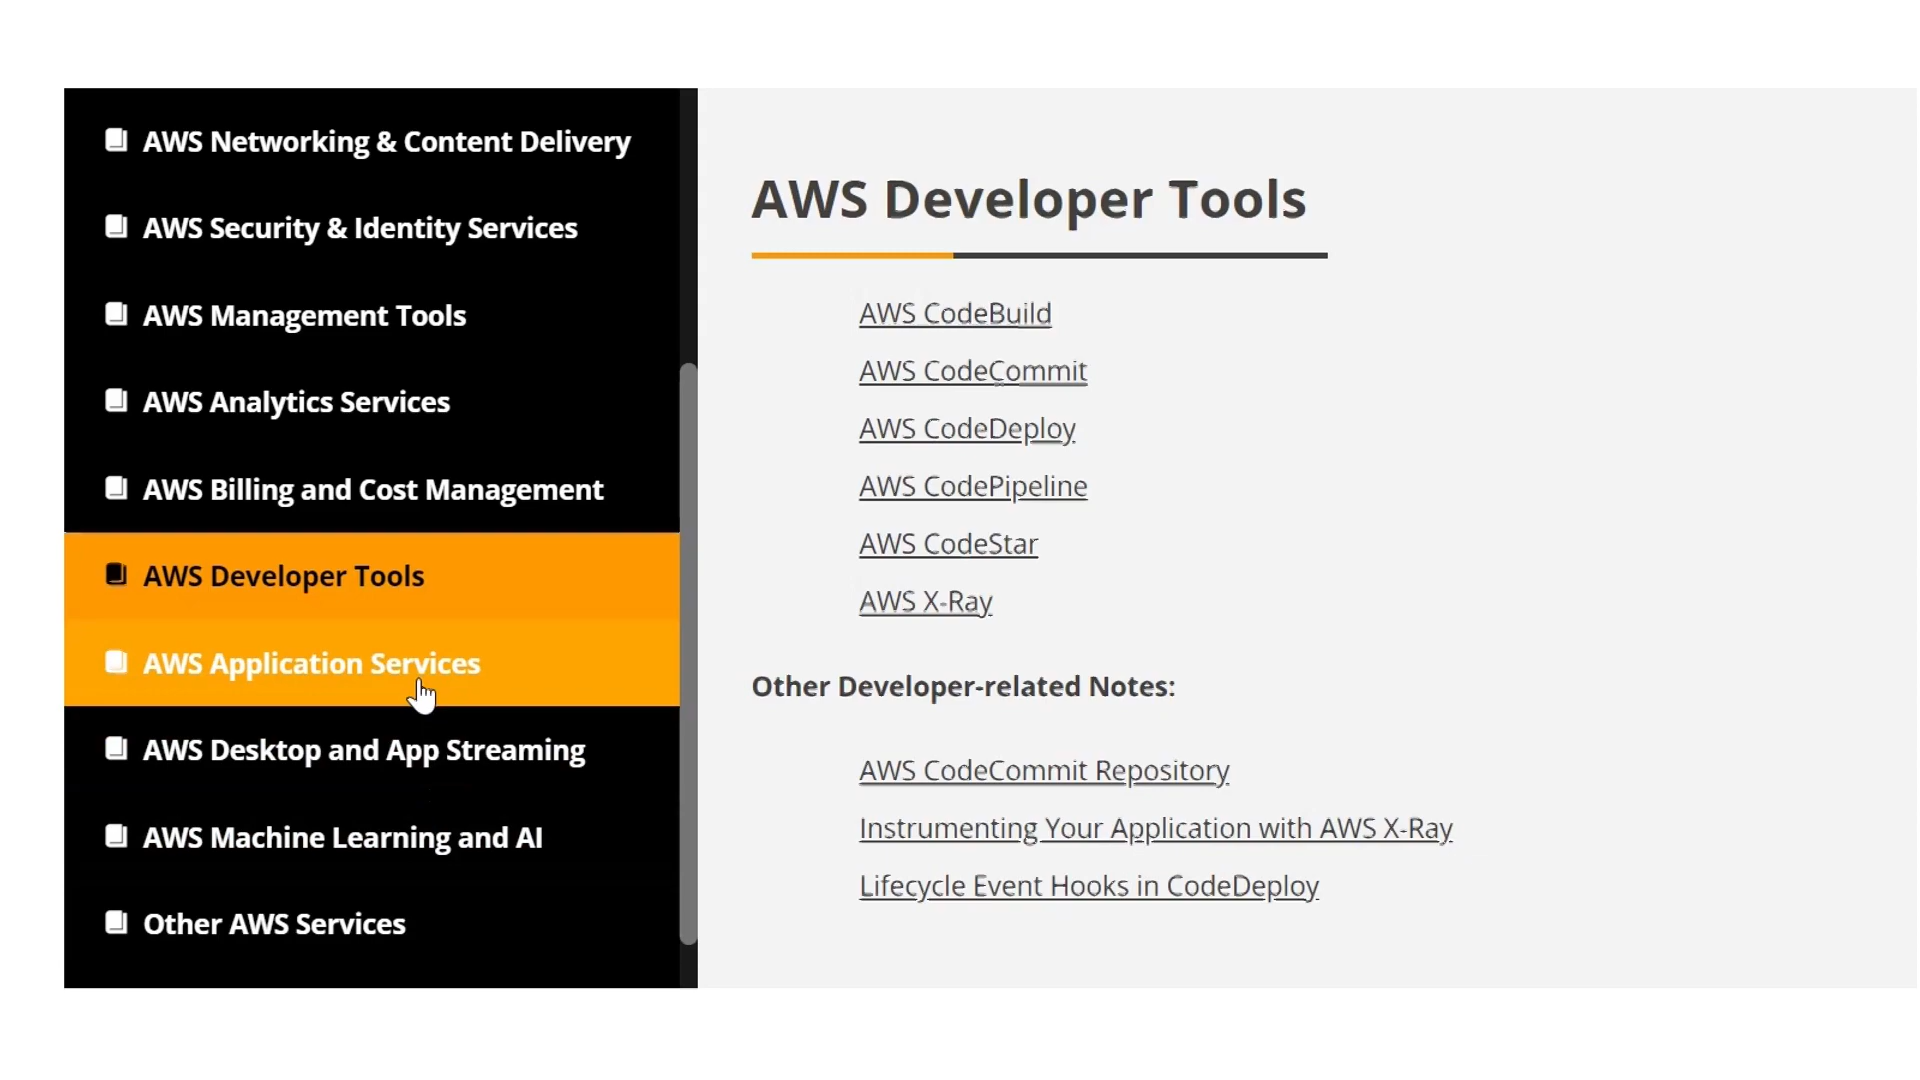 AWS Networking & Content Delivery
AWS Security & Identity Services
AWS Management Tools
AWS Analytics Services
AWS Billing and Cost Management
AWS Developer Tools
AWS Application Services
AWS Desktop and App Streaming
AWS Machine Learning and AI
Other AWS Services
AWS Developer Tools
AWS CodeBuild
AWS CodeCommit
AWS CodeDeploy
AWS CodePipeline
AWS CodeStar
AWS X-Ray
Other Developer-related Notes:
AWS CodeCommit Repository
Instrumenting Your Application with AWS X-Ray
Lifecycle Event Hooks in CodeDeploy